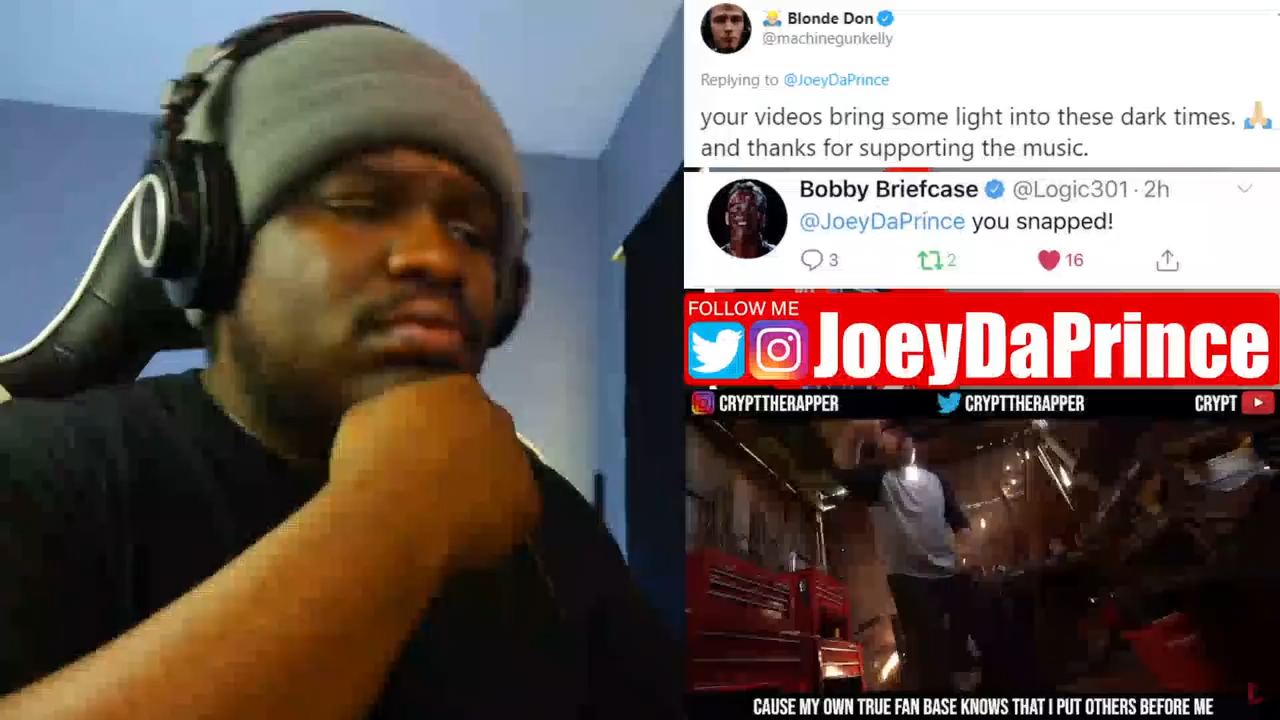 Blonde Don
@machinegunkelly
Replying to @JoeyDaPrince
your videos bring some light into these dark times.
and thanks for supporting the music.
Bobby Briefcase @Logic301 · 2h
@JoeyDaPrince you snapped!
3 2 16
FOLLOW ME
JoeyDaPrince
CRYPTTHERAPPER CRYPTTHERAPPER CRYPT
CAUSE MY OWN TRUE FAN BASE KNOWS THAT I PUT OTHERS BEFORE ME